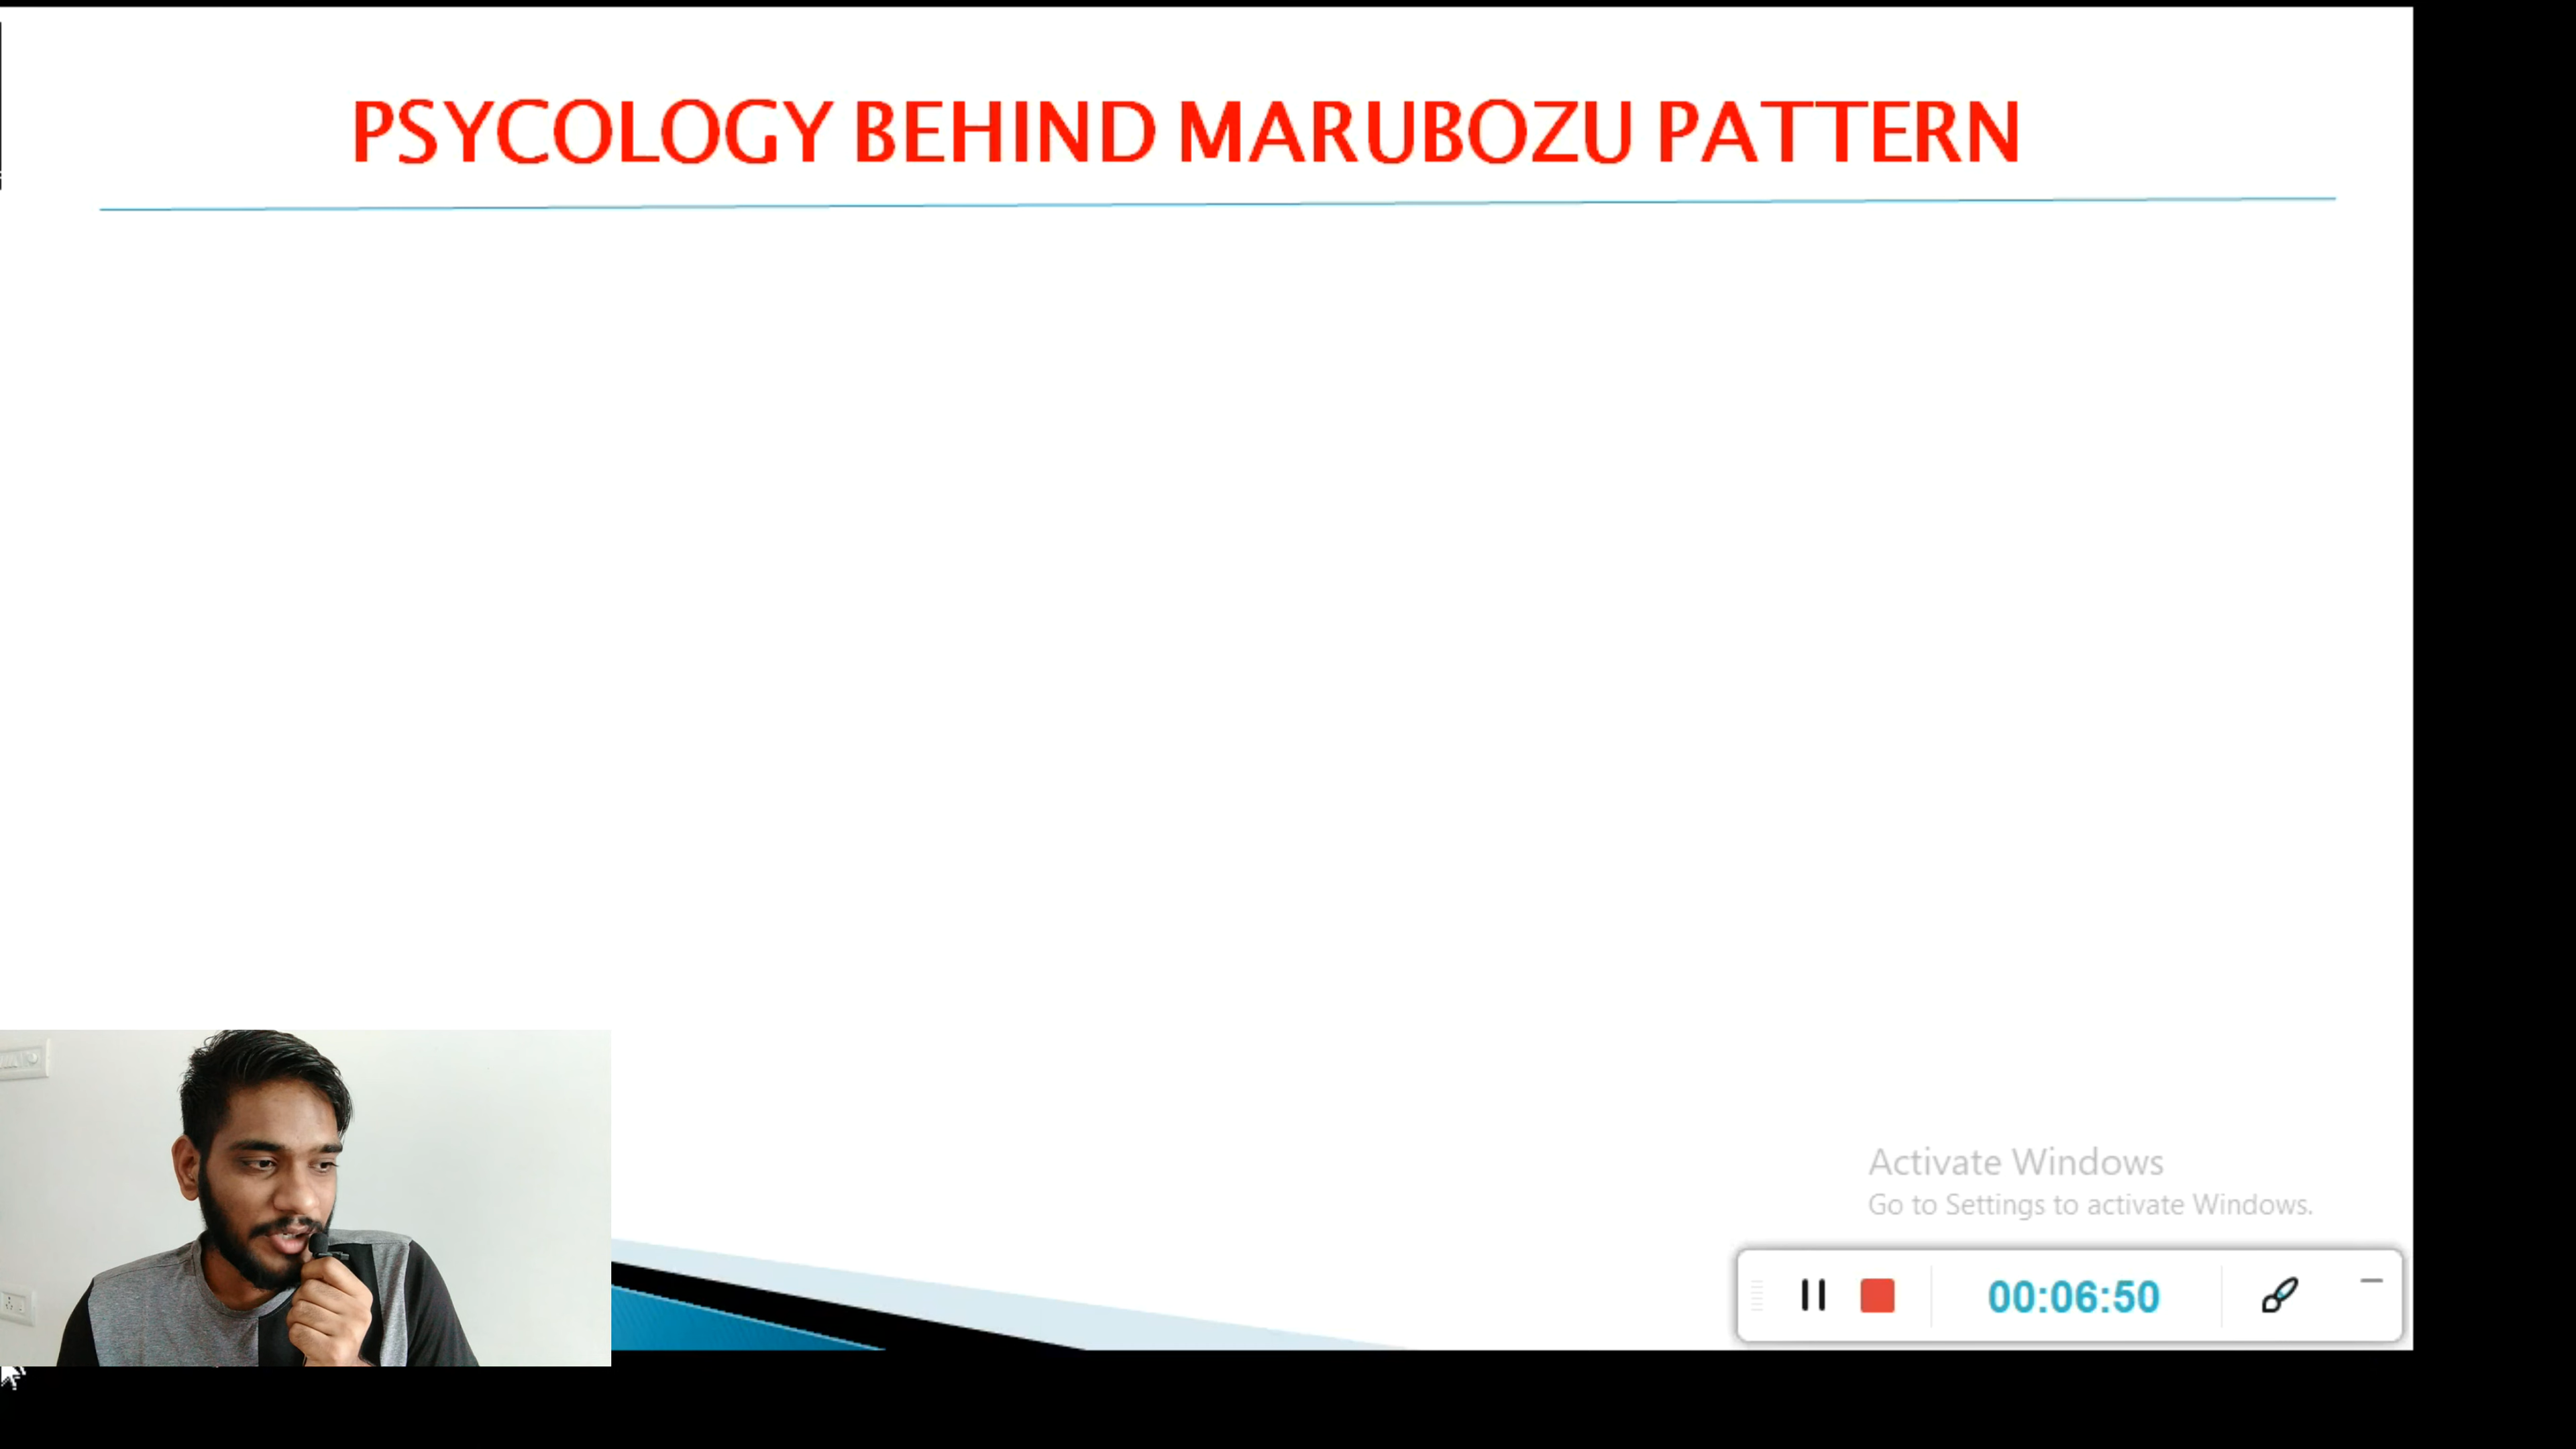 PSYCOLOGY BEHIND MARUBOZU PATTERN
Activate Windows
Go to Settings to activate Windows.
00:06:50